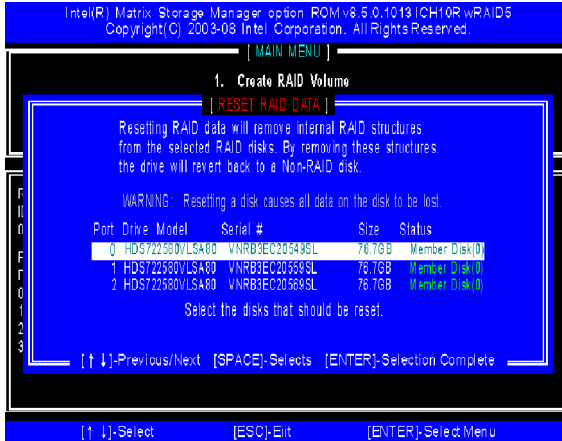 Intel(R) Matrix Storage Manager option ROM v8.5.0.1013 ICH10R wRAID5
Copyright(C) 2003-08 Intel Corporation. All Rights Reserved.
[ MAIN MENU ]
1. Create RAID Volume
[ RESET RAID DATA ]
Resetting RAID data will remove internal RAID structures
from the selected RAID disks. By removing these structures,
the drive will revert back to a Non-RAID disk.
WARNING: Resetting a disk causes all data on the disk to be lost.
Port Drive Model Serial # Size Status
0 HDS722580VLSA80 VNRB3EC20549SL 76.7GB Member Disk(0)
1 HDS722580VLSA80 VNRB3EC20559SL 76.7GB Member Disk(0)
2 HDS722580VLSA80 VNRB3EC20569SL 76.7GB Member Disk(0)
Select the disks that should be reset.
[↑ ↓]-Previous/Next [SPACE]-Selects [ENTER]-Selection Complete
[↑ ↓]-Select [ESC]-Eiit [ENTER]-Select Menu